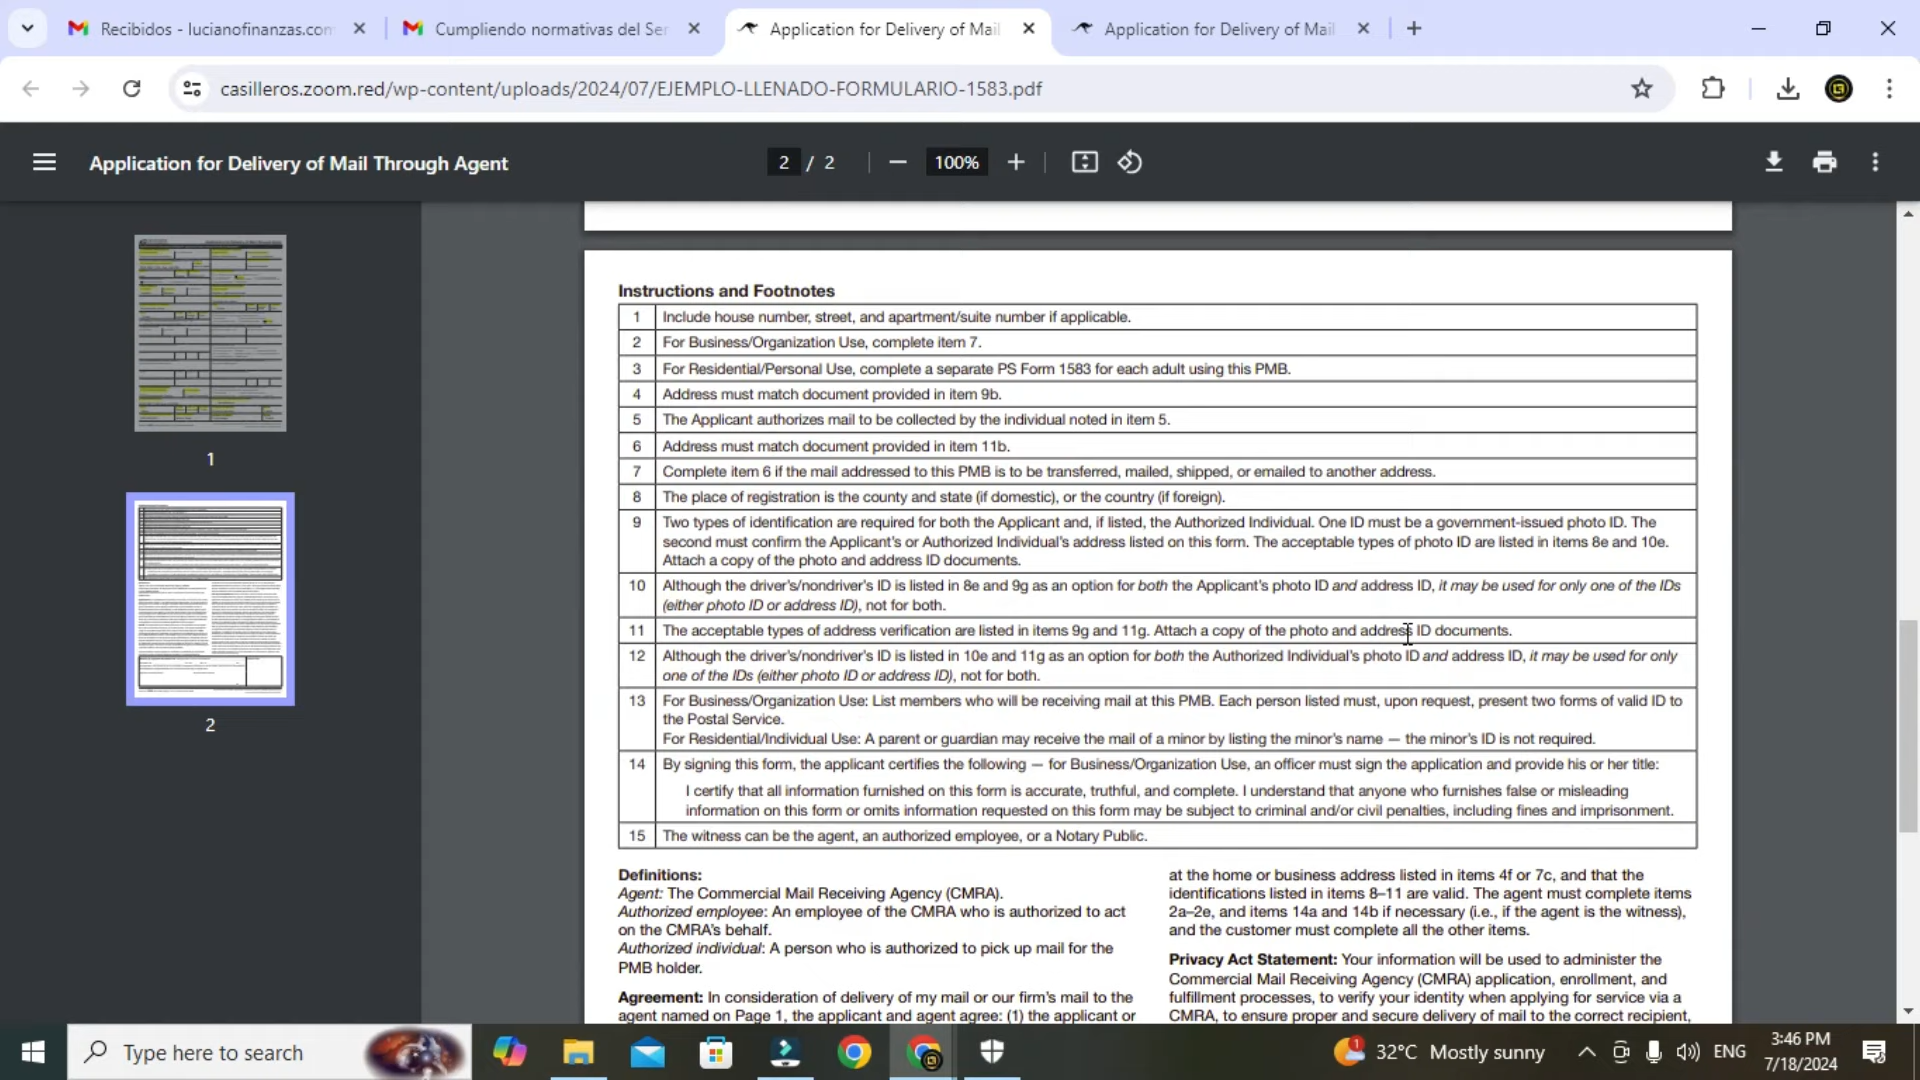 Recibidos - lucianofinanzas.com
Cumpliendo normativas del Ser
Application for Delivery of Mail
Application for Delivery of Mail
casilleros.zoom.red/wp-content/uploads/2024/07/EJEMPLO-LLENADO-FORMULARIO-1583.pdf
Application for Delivery of Mail Through Agent
2 / 2
100%
1
2
Instructions and Footnotes
1 Include house number, street, and apartment/suite number if applicable.
2 For Business/Organization Use, complete item 7.
3 For Residential/Personal Use, complete a separate PS Form 1583 for each adult using this PMB.
4 Address must match document provided in item 9b.
5 The Applicant authorizes mail to be collected by the individual noted in item 5.
6 Address must match document provided in item 11b.
7 Complete item 6 if the mail addressed to this PMB is to be transferred, mailed, shipped, or emailed to another address.
8 The place of registration is the county and state (if domestic), or the country (if foreign).
9 Two types of identification are required for both the Applicant and, if listed, the Authorized Individual. One ID must be a government-issued photo ID. The
second must confirm the Applicant's or Authorized Individual's address listed on this form. The acceptable types of photo ID are listed in items 8e and 10e.
Attach a copy of the photo and address ID documents.
10 Although the driver's/nondriver's ID is listed in 8e and 9g as an option for both the Applicant's photo ID and address ID, it may be used for only one of the IDs
(either photo ID or address ID), not for both.
11 The acceptable types of address verification are listed in items 9g and 11g. Attach a copy of the photo and address ID documents.
12 Although the driver's/nondriver's ID is listed in 10e and 11g as an option for both the Authorized Individual's photo ID and address ID, it may be used for only
one of the IDs (either photo ID or address ID), not for both.
13 For Business/Organization Use: List members who will be receiving mail at this PMB. Each person listed must, upon request, present two forms of valid ID to
the Postal Service.
For Residential/Individual Use: A parent or guardian may receive the mail of a minor by listing the minor's name — the minor's ID is not required.
14 By signing this form, the applicant certifies the following — for Business/Organization Use, an officer must sign the application and provide his or her title:
I certify that all information furnished on this form is accurate, truthful, and complete. I understand that anyone who furnishes false or misleading
information on this form or omits information requested on this form may be subject to criminal and/or civil penalties, including fines and imprisonment.
15 The witness can be the agent, an authorized employee, or a Notary Public.
Definitions:
Agent: The Commercial Mail Receiving Agency (CMRA).
Authorized employee: An employee of the CMRA who is authorized to act
on the CMRA's behalf.
Authorized individual: A person who is authorized to pick up mail for the
PMB holder.
Agreement: In consideration of delivery of my mail or our firm's mail to the
agent named on Page 1, the applicant and agent agree: (1) the applicant or
at the home or business address listed in items 4f or 7c, and that the
identifications listed in items 8–11 are valid. The agent must complete items
2a–2e, and items 14a and 14b if necessary (i.e., if the agent is the witness),
and the customer must complete all the other items.
Privacy Act Statement: Your information will be used to administer the
Commercial Mail Receiving Agency (CMRA) application, enrollment, and
fulfillment processes, to verify your identity when applying for service via a
CMRA, to ensure proper and secure delivery of mail to the correct recipient,
Type here to search
1
32°C Mostly sunny
ENG
3:46 PM
7/18/2024